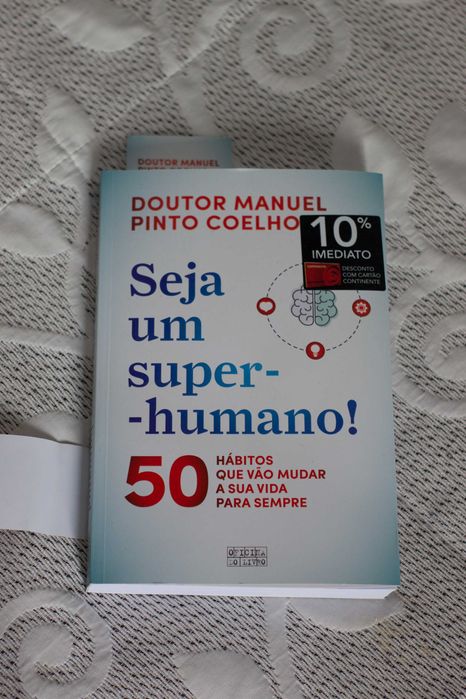 DOUTOR MANUEL
DOUTOR MANUEL
PINTO COELHO
10%
IMEDIATO
DESCONTO
COM CARTÃO
CONTINENTE
Seja
um
super-
-humano!
50
HÁBITOS
QUE VÃO MUDAR
A SUA VIDA
PARA SEMPRE
OFICINA
DO LIVRO